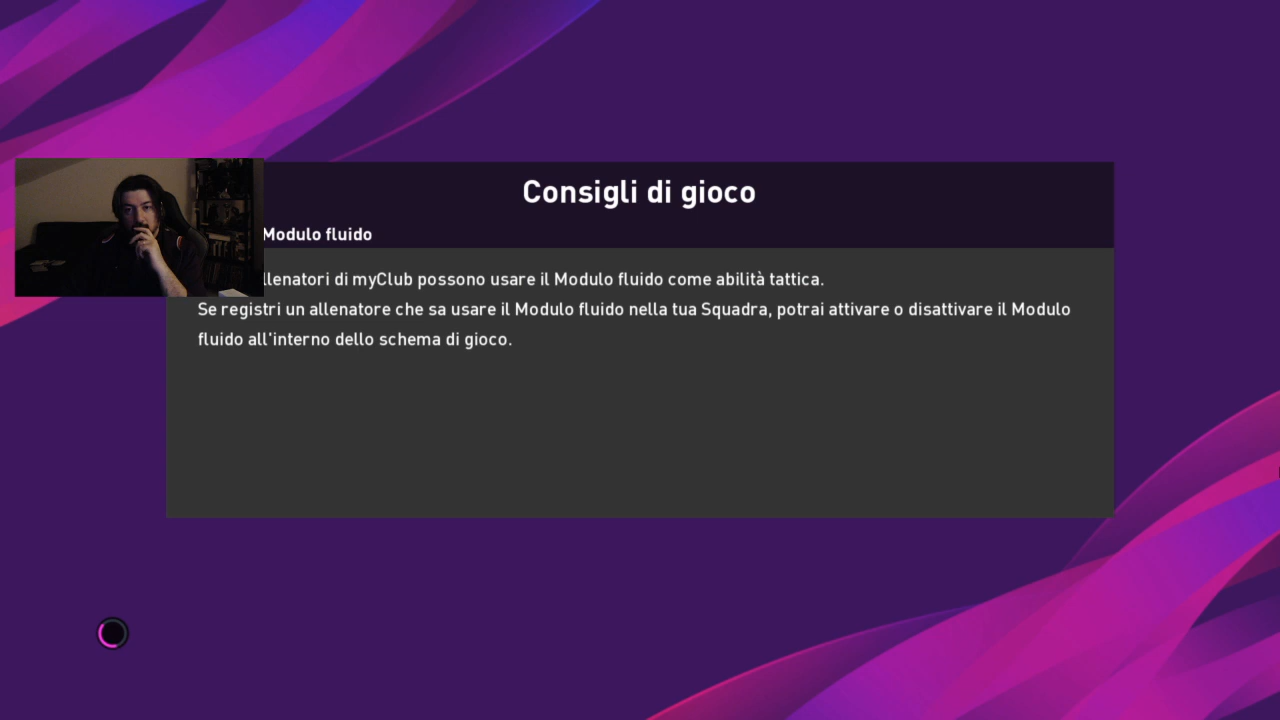 Consigli di gioco
Modulo fluido
llenatori di myClub possono usare il Modulo fluido come abilità tattica.
Se registri un allenatore che sa usare il Modulo fluido nella tua Squadra, potrai attivare o disattivare il Modulo
fluido all'interno dello schema di gioco.